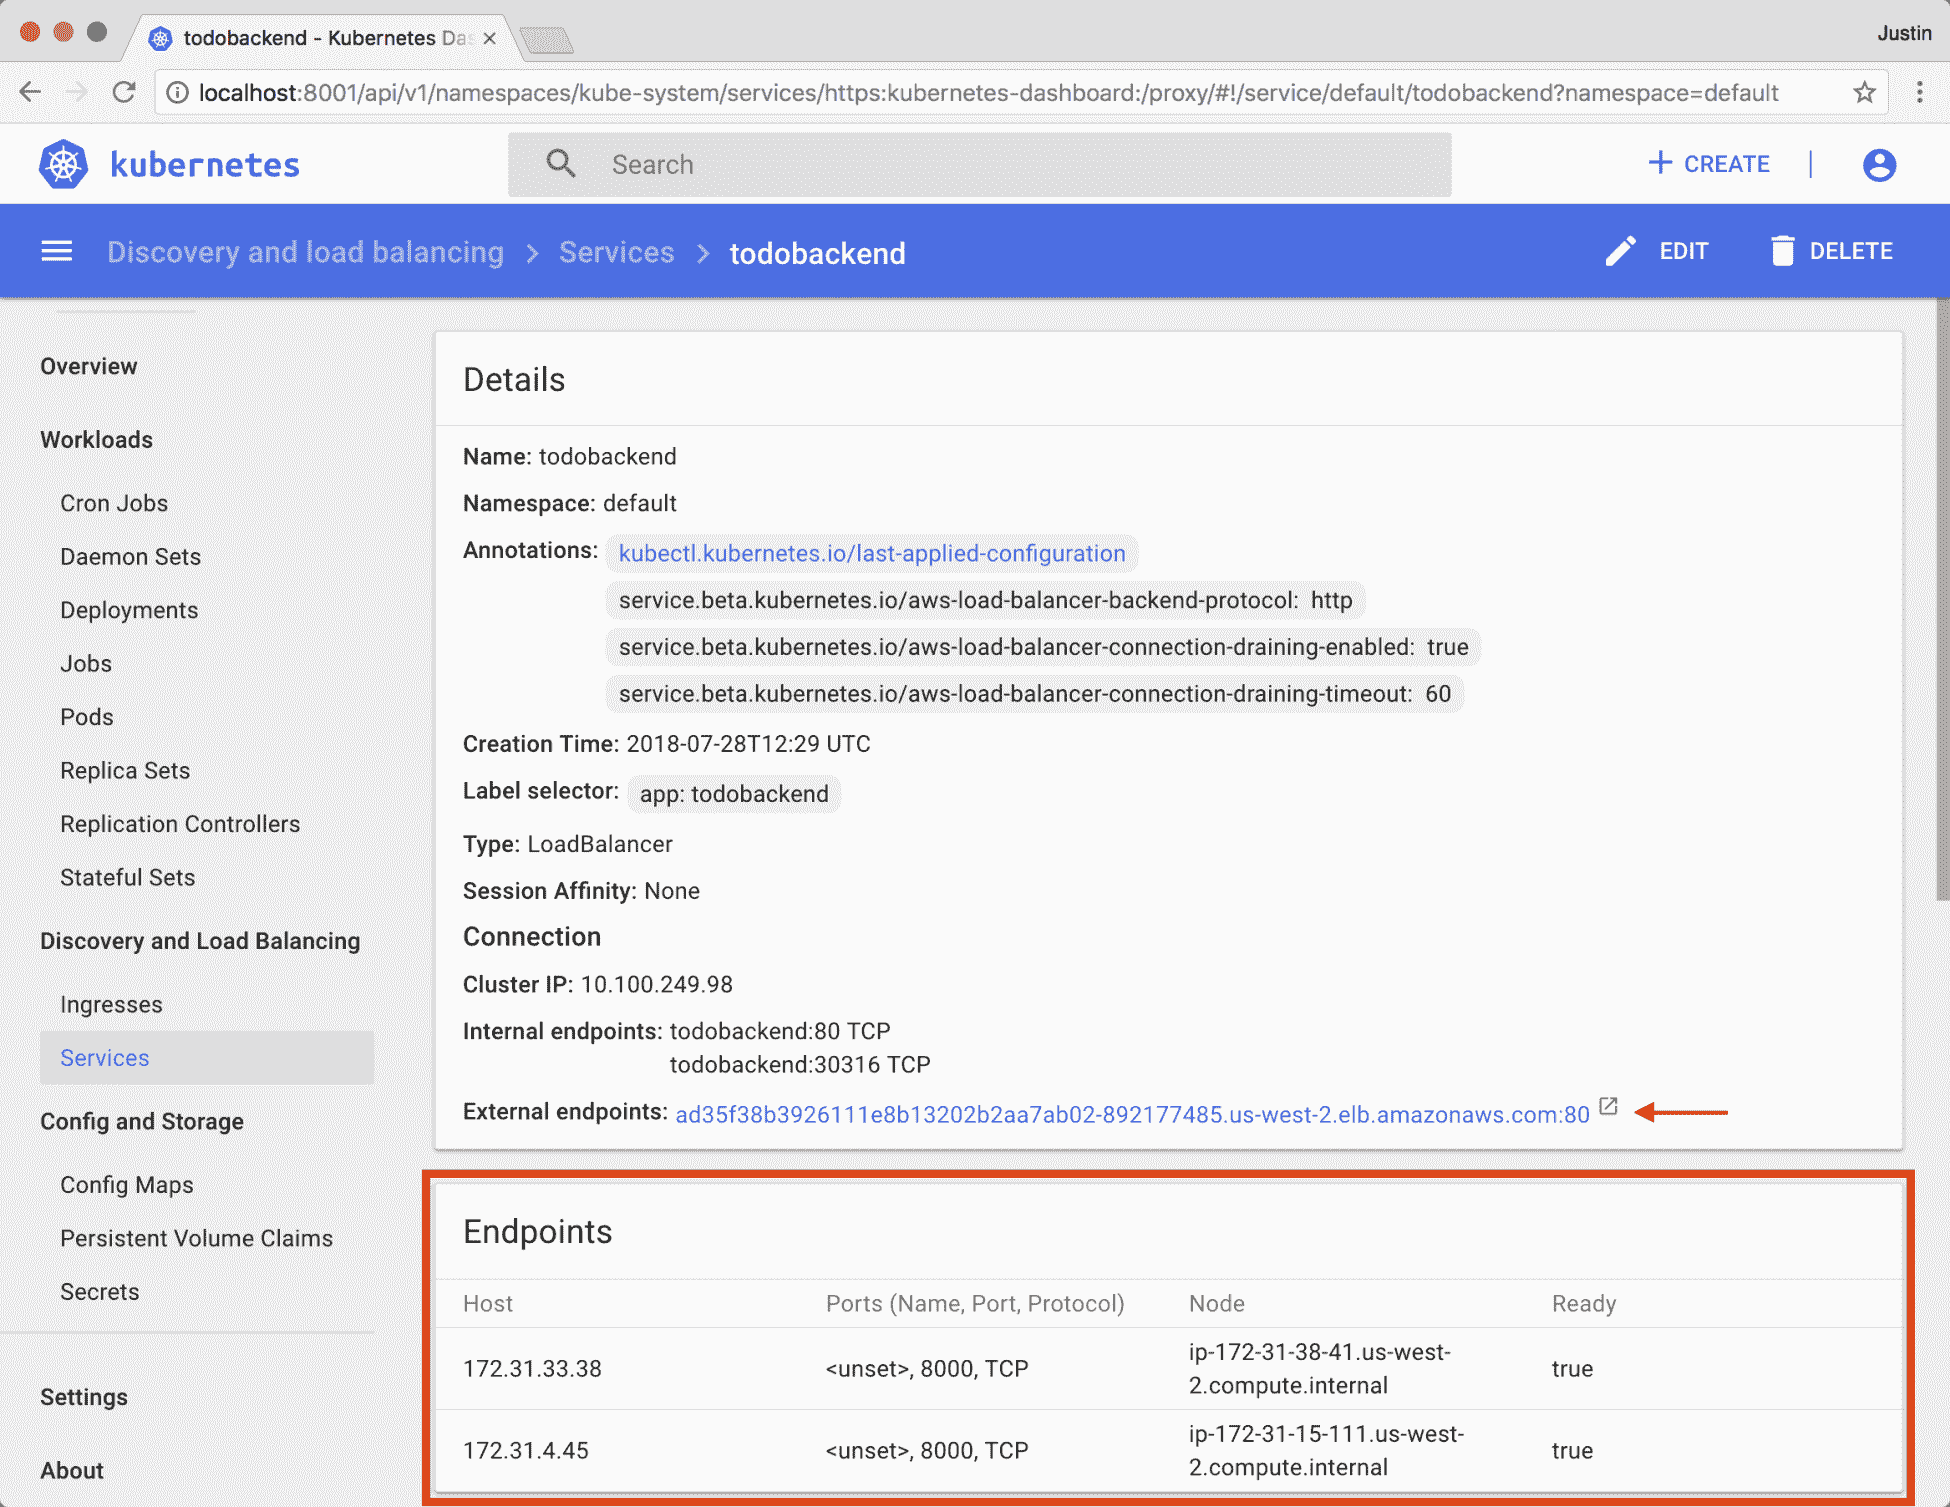 todobackend - Kubernetes Das
Justin
localhost:8001/api/v1/namespaces/kube-system/services/https:kubernetes-dashboard:/proxy/#!/service/default/todobackend?namespace=default
kubernetes
Search
+ CREATE
Discovery and load balancing > Services > todobackend
EDIT
DELETE
Overview
Workloads
Cron Jobs
Daemon Sets
Deployments
Jobs
Pods
Replica Sets
Replication Controllers
Stateful Sets
Discovery and Load Balancing
Ingresses
Services
Config and Storage
Config Maps
Persistent Volume Claims
Secrets
Settings
About
Details
Name: todobackend
Namespace: default
Annotations: kubectl.kubernetes.io/last-applied-configuration
service.beta.kubernetes.io/aws-load-balancer-backend-protocol: http
service.beta.kubernetes.io/aws-load-balancer-connection-draining-enabled: true
service.beta.kubernetes.io/aws-load-balancer-connection-draining-timeout: 60
Creation Time: 2018-07-28T12:29 UTC
Label selector: app: todobackend
Type: LoadBalancer
Session Affinity: None
Connection
Cluster IP: 10.100.249.98
Internal endpoints: todobackend:80 TCP
todobackend:30316 TCP
External endpoints: ad35f38b3926111e8b13202b2aa7ab02-892177485.us-west-2.elb.amazonaws.com:80
Endpoints
Host Ports (Name, Port, Protocol) Node Ready
172.31.33.38 <unset>, 8000, TCP ip-172-31-38-41.us-west-
2.compute.internal true
172.31.4.45 <unset>, 8000, TCP ip-172-31-15-111.us-west-
2.compute.internal true